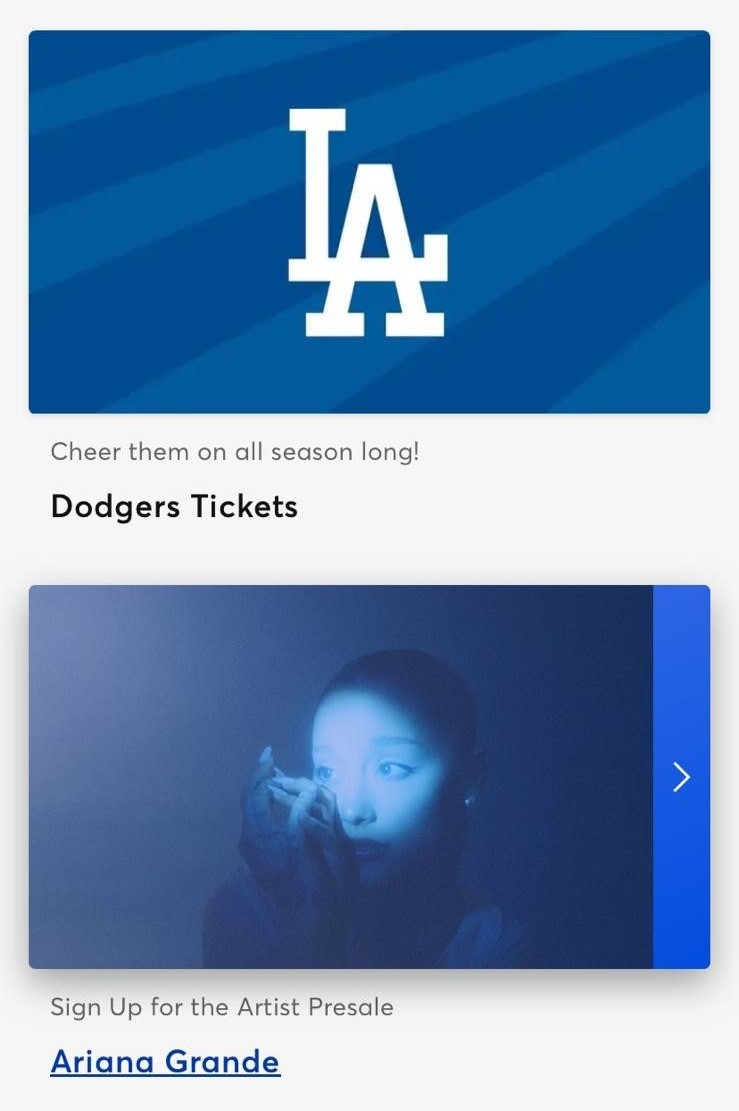 LA
Cheer them on all season long!
Dodgers Tickets
Sign Up for the Artist Presale
Ariana Grande